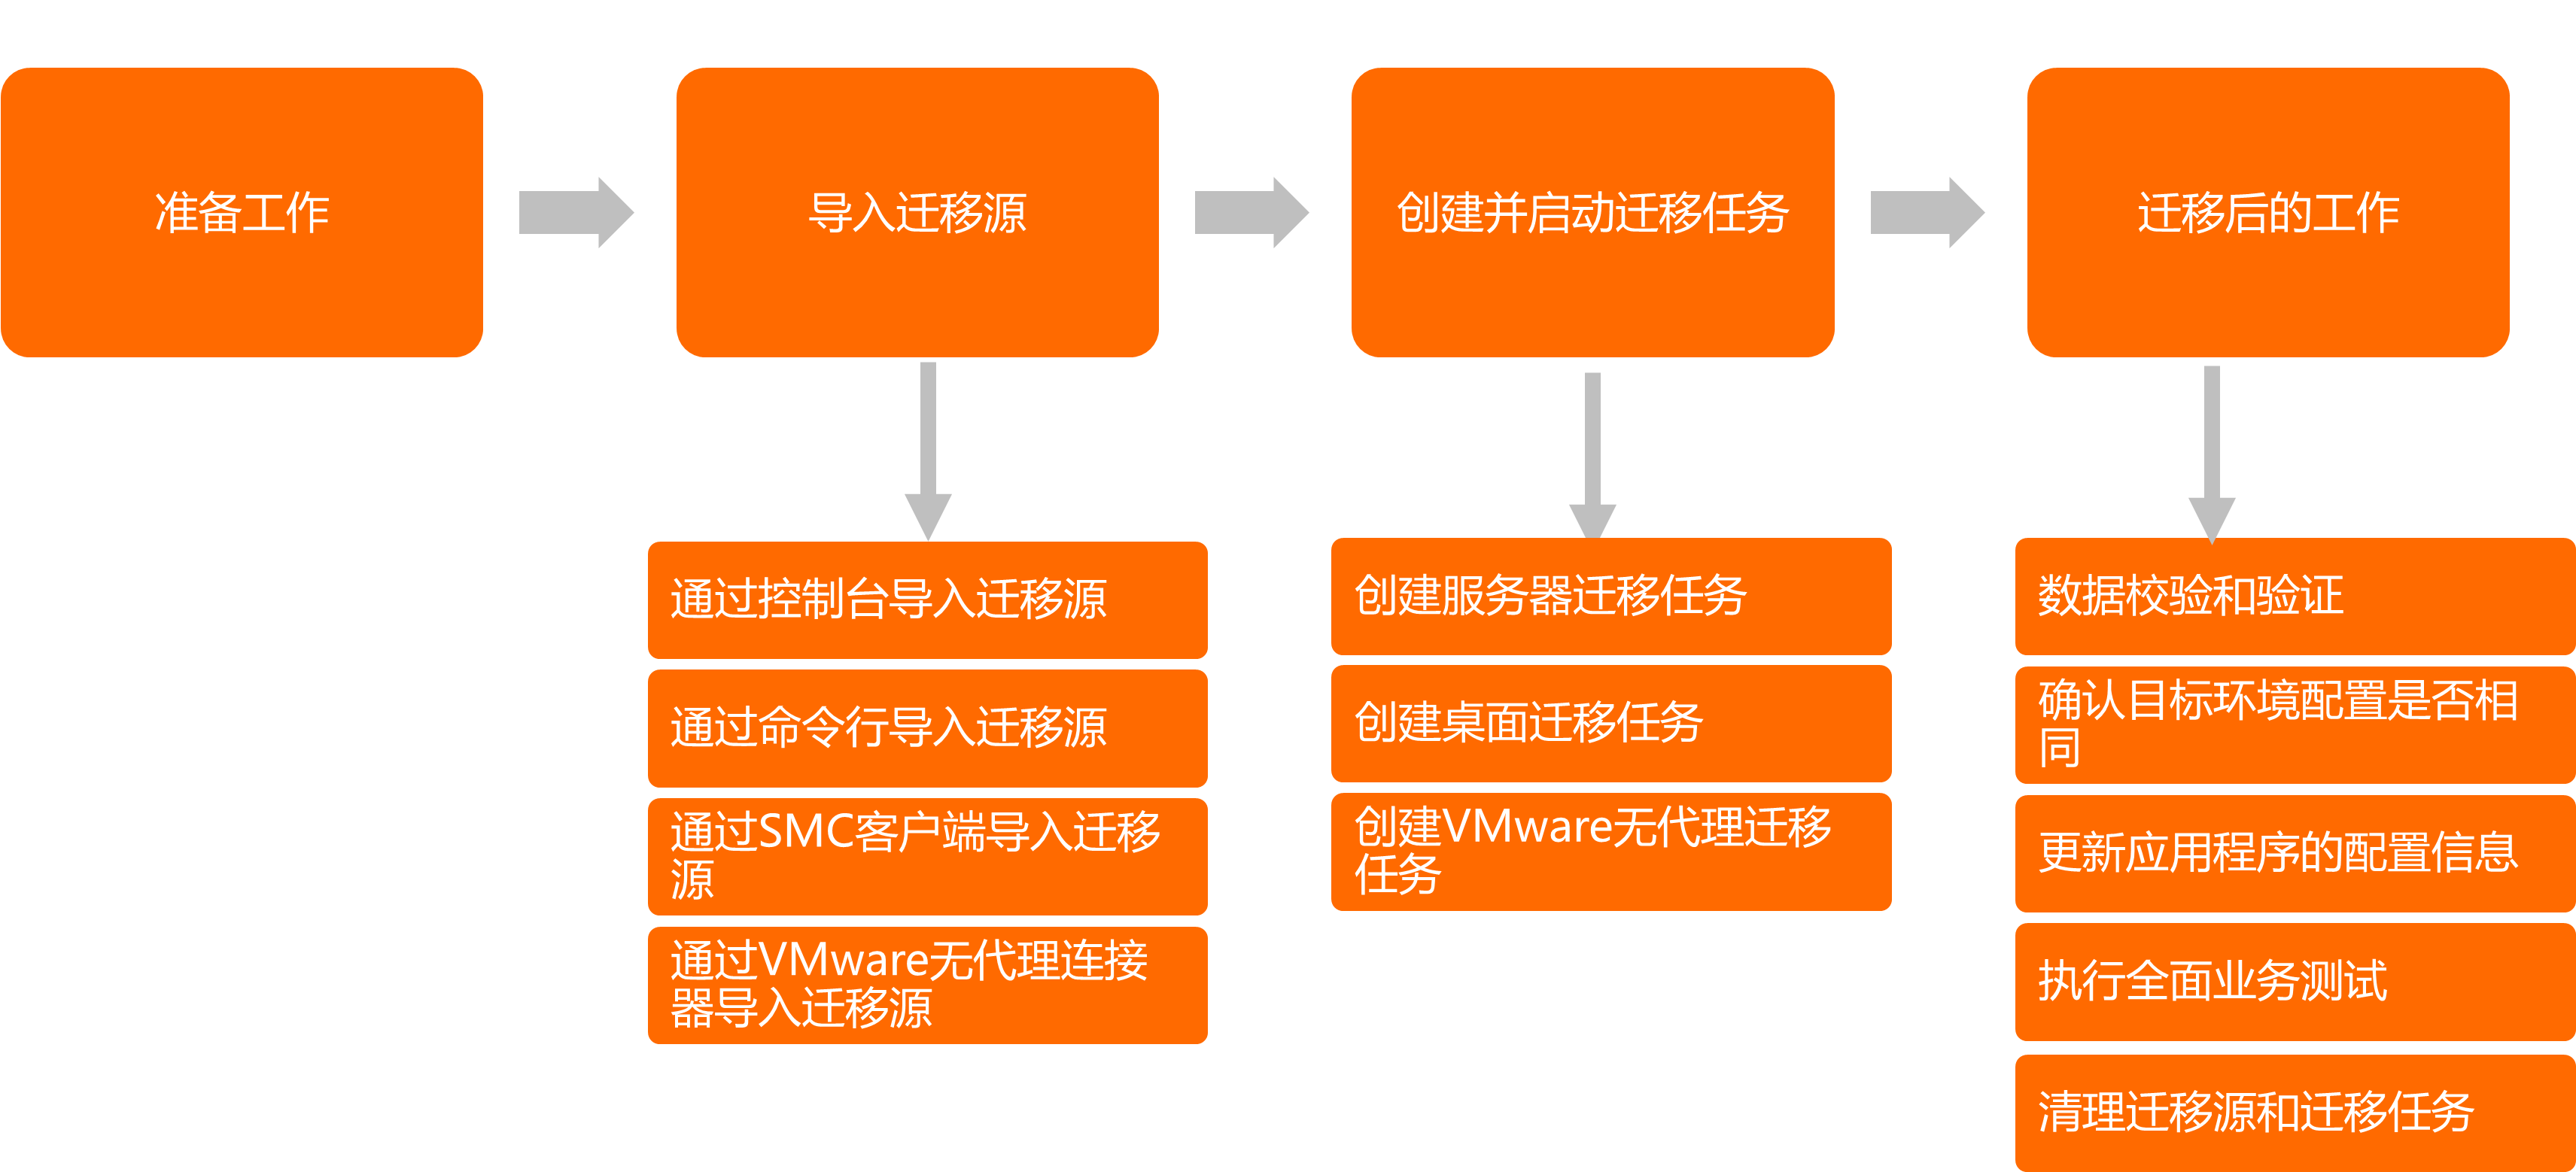 准备工作
导入迁移源
创建并启动迁移任务
迁移后的工作
通过控制台导入迁移源
通过命令行导入迁移源
通过SMC客户端导入迁移
源
通过VMware无代理连接
器导入迁移源
创建服务器迁移任务
创建桌面迁移任务
创建VMware无代理迁移
任务
数据校验和验证
确认目标环境配置是否相
同
更新应用程序的配置信息
执行全面业务测试
清理迁移源和迁移任务